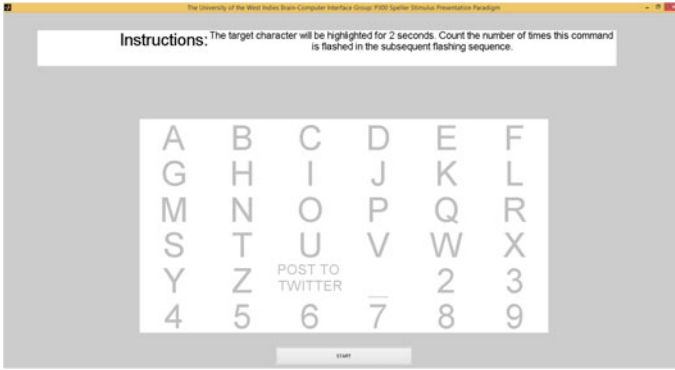 The University of the West Indies Brain-Computer Interface Group: P300 Speller Stimulus Presentation Paradigm
Instructions: The target character will be highlighted for 2 seconds. Count the number of times this command
is flashed in the subsequent flashing sequence.
A B C D E F
G H I J K L
M N O P Q R
S T U V W X
Y Z POST TO TWITTER _ 2 3
4 5 6 7 8 9
START